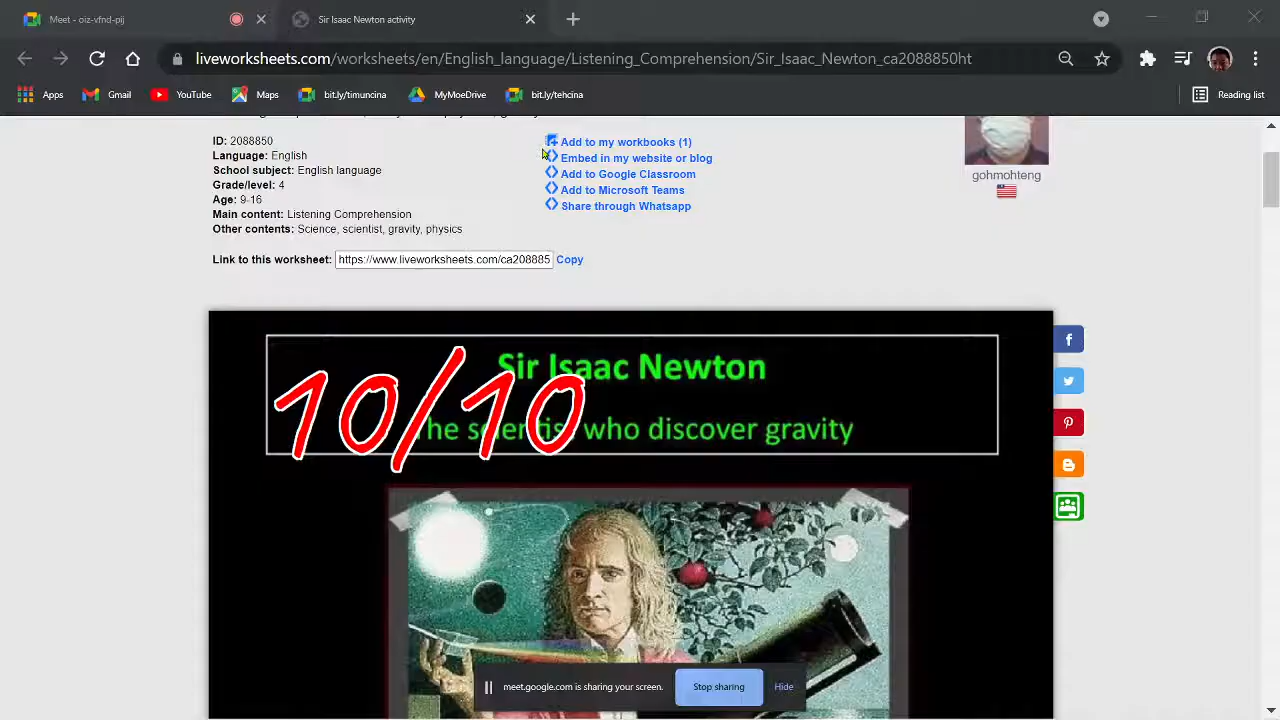 Meet - oiz-vfnd-pij
Sir Isaac Newton activity
liveworksheets.com/worksheets/en/English_language/Listening_Comprehension/Sir_Isaac_Newton_ca2088850ht
Apps
Gmail
YouTube
Maps
bit.ly/timuncina
MyMoeDrive
bit.ly/tehcina
Reading list
ID: 2088850
Language: English
School subject: English language
Grade/level: 4
Age: 9-16
Main content: Listening Comprehension
Other contents: Science, scientist, gravity, physics
Add to my workbooks (1)
Embed in my website or blog
Add to Google Classroom
Add to Microsoft Teams
Share through Whatsapp
gohmohteng
Link to this worksheet: https://www.liveworksheets.com/ca208885 Copy
Sir Isaac Newton
10/10
The scientist who discover gravity
meet.google.com is sharing your screen.
Stop sharing
Hide